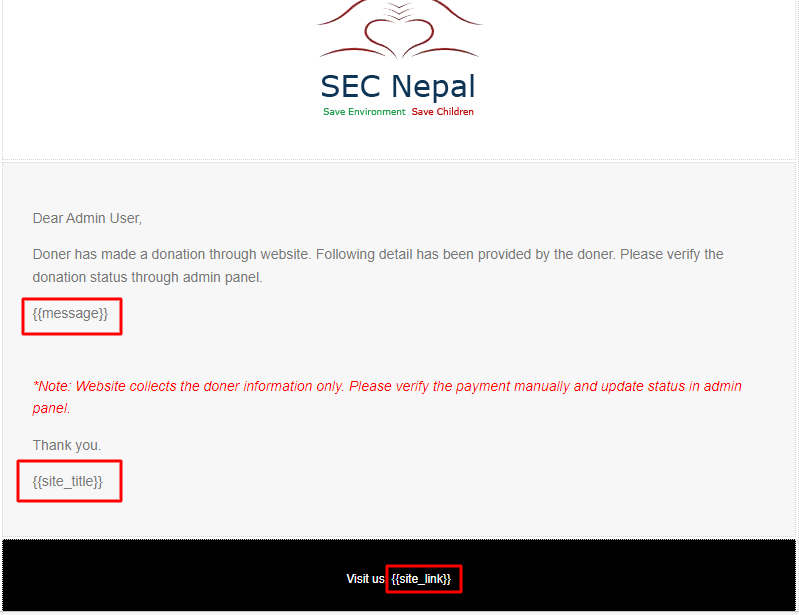 SEC Nepal
Save Environment Save Children
Dear Admin User,
Doner has made a donation through website. Following detail has been provided by the doner. Please verify the
donation status through admin panel.
{{message}}
*Note: Website collects the doner information only. Please verify the payment manually and update status in admin
panel.
Thank you.
{{site_title}}
Visit us {{site_link}}